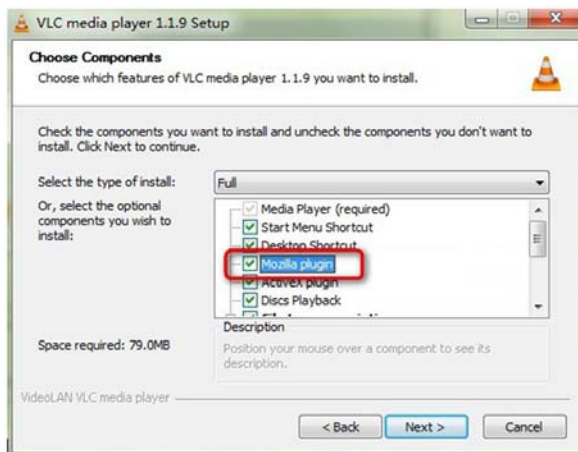 VLC media player 1.1.9 Setup
Choose Components
Choose which features of VLC media player 1.1.9 you want to install.
Check the components you want to install and uncheck the components you don't want to
install. Click Next to continue.
Select the type of install:
Full
Or, select the optional
components you wish to
install:
Media Player (required)
Start Menu Shortcut
Desktop Shortcut
Mozilla plugin
ActiveX plugin
Discs Playback
Space required: 79.0MB
Description
Position your mouse over a component to see its
description.
VideoLAN VLC media player
< Back
Next >
Cancel